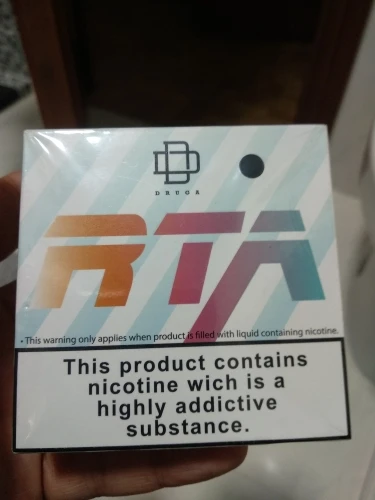 DRUGA
RTA
• This warning only applies when product is filled with liquid containing nicotine.
This product contains
nicotine wich is a
highly addictive
substance.